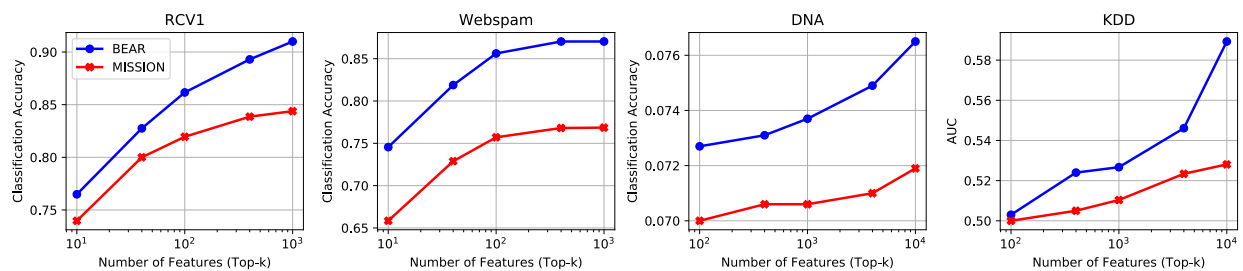 RCV1
Classification Accuracy
0.90
0.85
0.80
0.75
BEAR
MISSION
10¹
10²
10³
Number of Features (Top-k)
Webspam
Classification Accuracy
0.85
0.80
0.75
0.70
0.65
10¹
10²
10³
Number of Features (Top-k)
DNA
Classification Accuracy
0.076
0.074
0.072
0.070
10²
10³
10⁴
Number of Features (Top-k)
KDD
AUC
0.58
0.56
0.54
0.52
0.50
10²
10³
10⁴
Number of Features (Top-k)